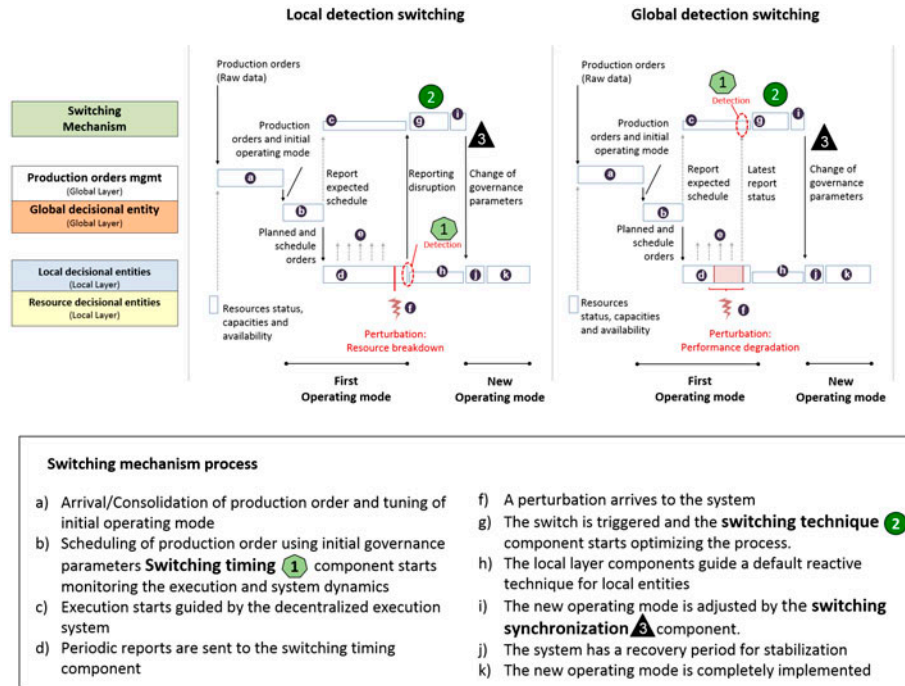 Local detection switching
Global detection switching
Switching
Mechanism
Production orders mgmt
(Global Layer)
Global decisional entity
(Global Layer)
Local decisional entities
(Local Layer)
Resource decisional entities
(Local Layer)
Production orders
(Raw data)
Production
orders and initial
operating mode
a
b
c
2
g
i
3
Report
expected
schedule
Reporting
disruption
Change of
governance
parameters
Planned and
schedule
orders
e
1
Detection
d
h
j
k
f
Resources status,
capacities and
availability
Perturbation:
Resource breakdown
First
Operating mode
New
Operating mode
Production orders
(Raw data)
1
Detection
2
c
g
i
3
Production
orders and initial
operating mode
a
b
Report
expected
schedule
Latest
report
status
Change of
governance
parameters
Planned and
schedule
orders
e
d
h
j
k
f
Resources
status, capacities
and availability
Perturbation:
Performance degradation
First
Operating mode
New
Operating mode
Switching mechanism process
a) Arrival/Consolidation of production order and tuning of
initial operating mode
b) Scheduling of production order using initial governance
parameters Switching timing 1 component starts
monitoring the execution and system dynamics
c) Execution starts guided by the decentralized execution
system
d) Periodic reports are sent to the switching timing
component
f) A perturbation arrives to the system
g) The switch is triggered and the switching technique 2
component starts optimizing the process.
h) The local layer components guide a default reactive
technique for local entities
i) The new operating mode is adjusted by the switching
synchronization 3 component.
j) The system has a recovery period for stabilization
k) The new operating mode is completely implemented